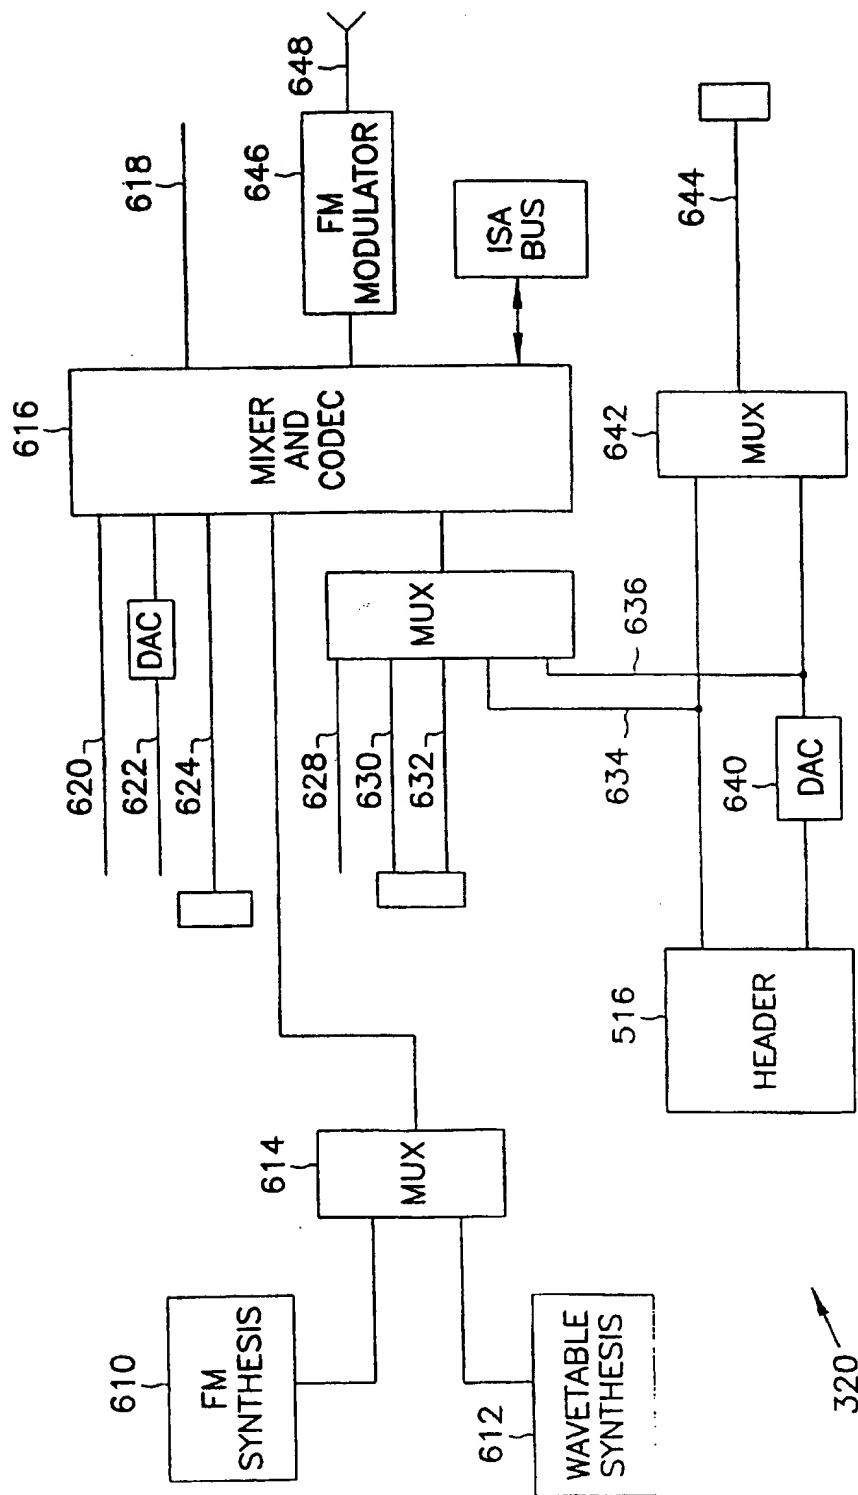 610
FM
SYNTHESIS
612
WAVETABLE
SYNTHESIS
614
MUX
620
622
DAC
624
628
630
632
MUX
634
636
616
MIXER
AND
CODEC
618
646
FM
MODULATOR
648
ISA
BUS
516
HEADER
640
DAC
642
MUX
644
320